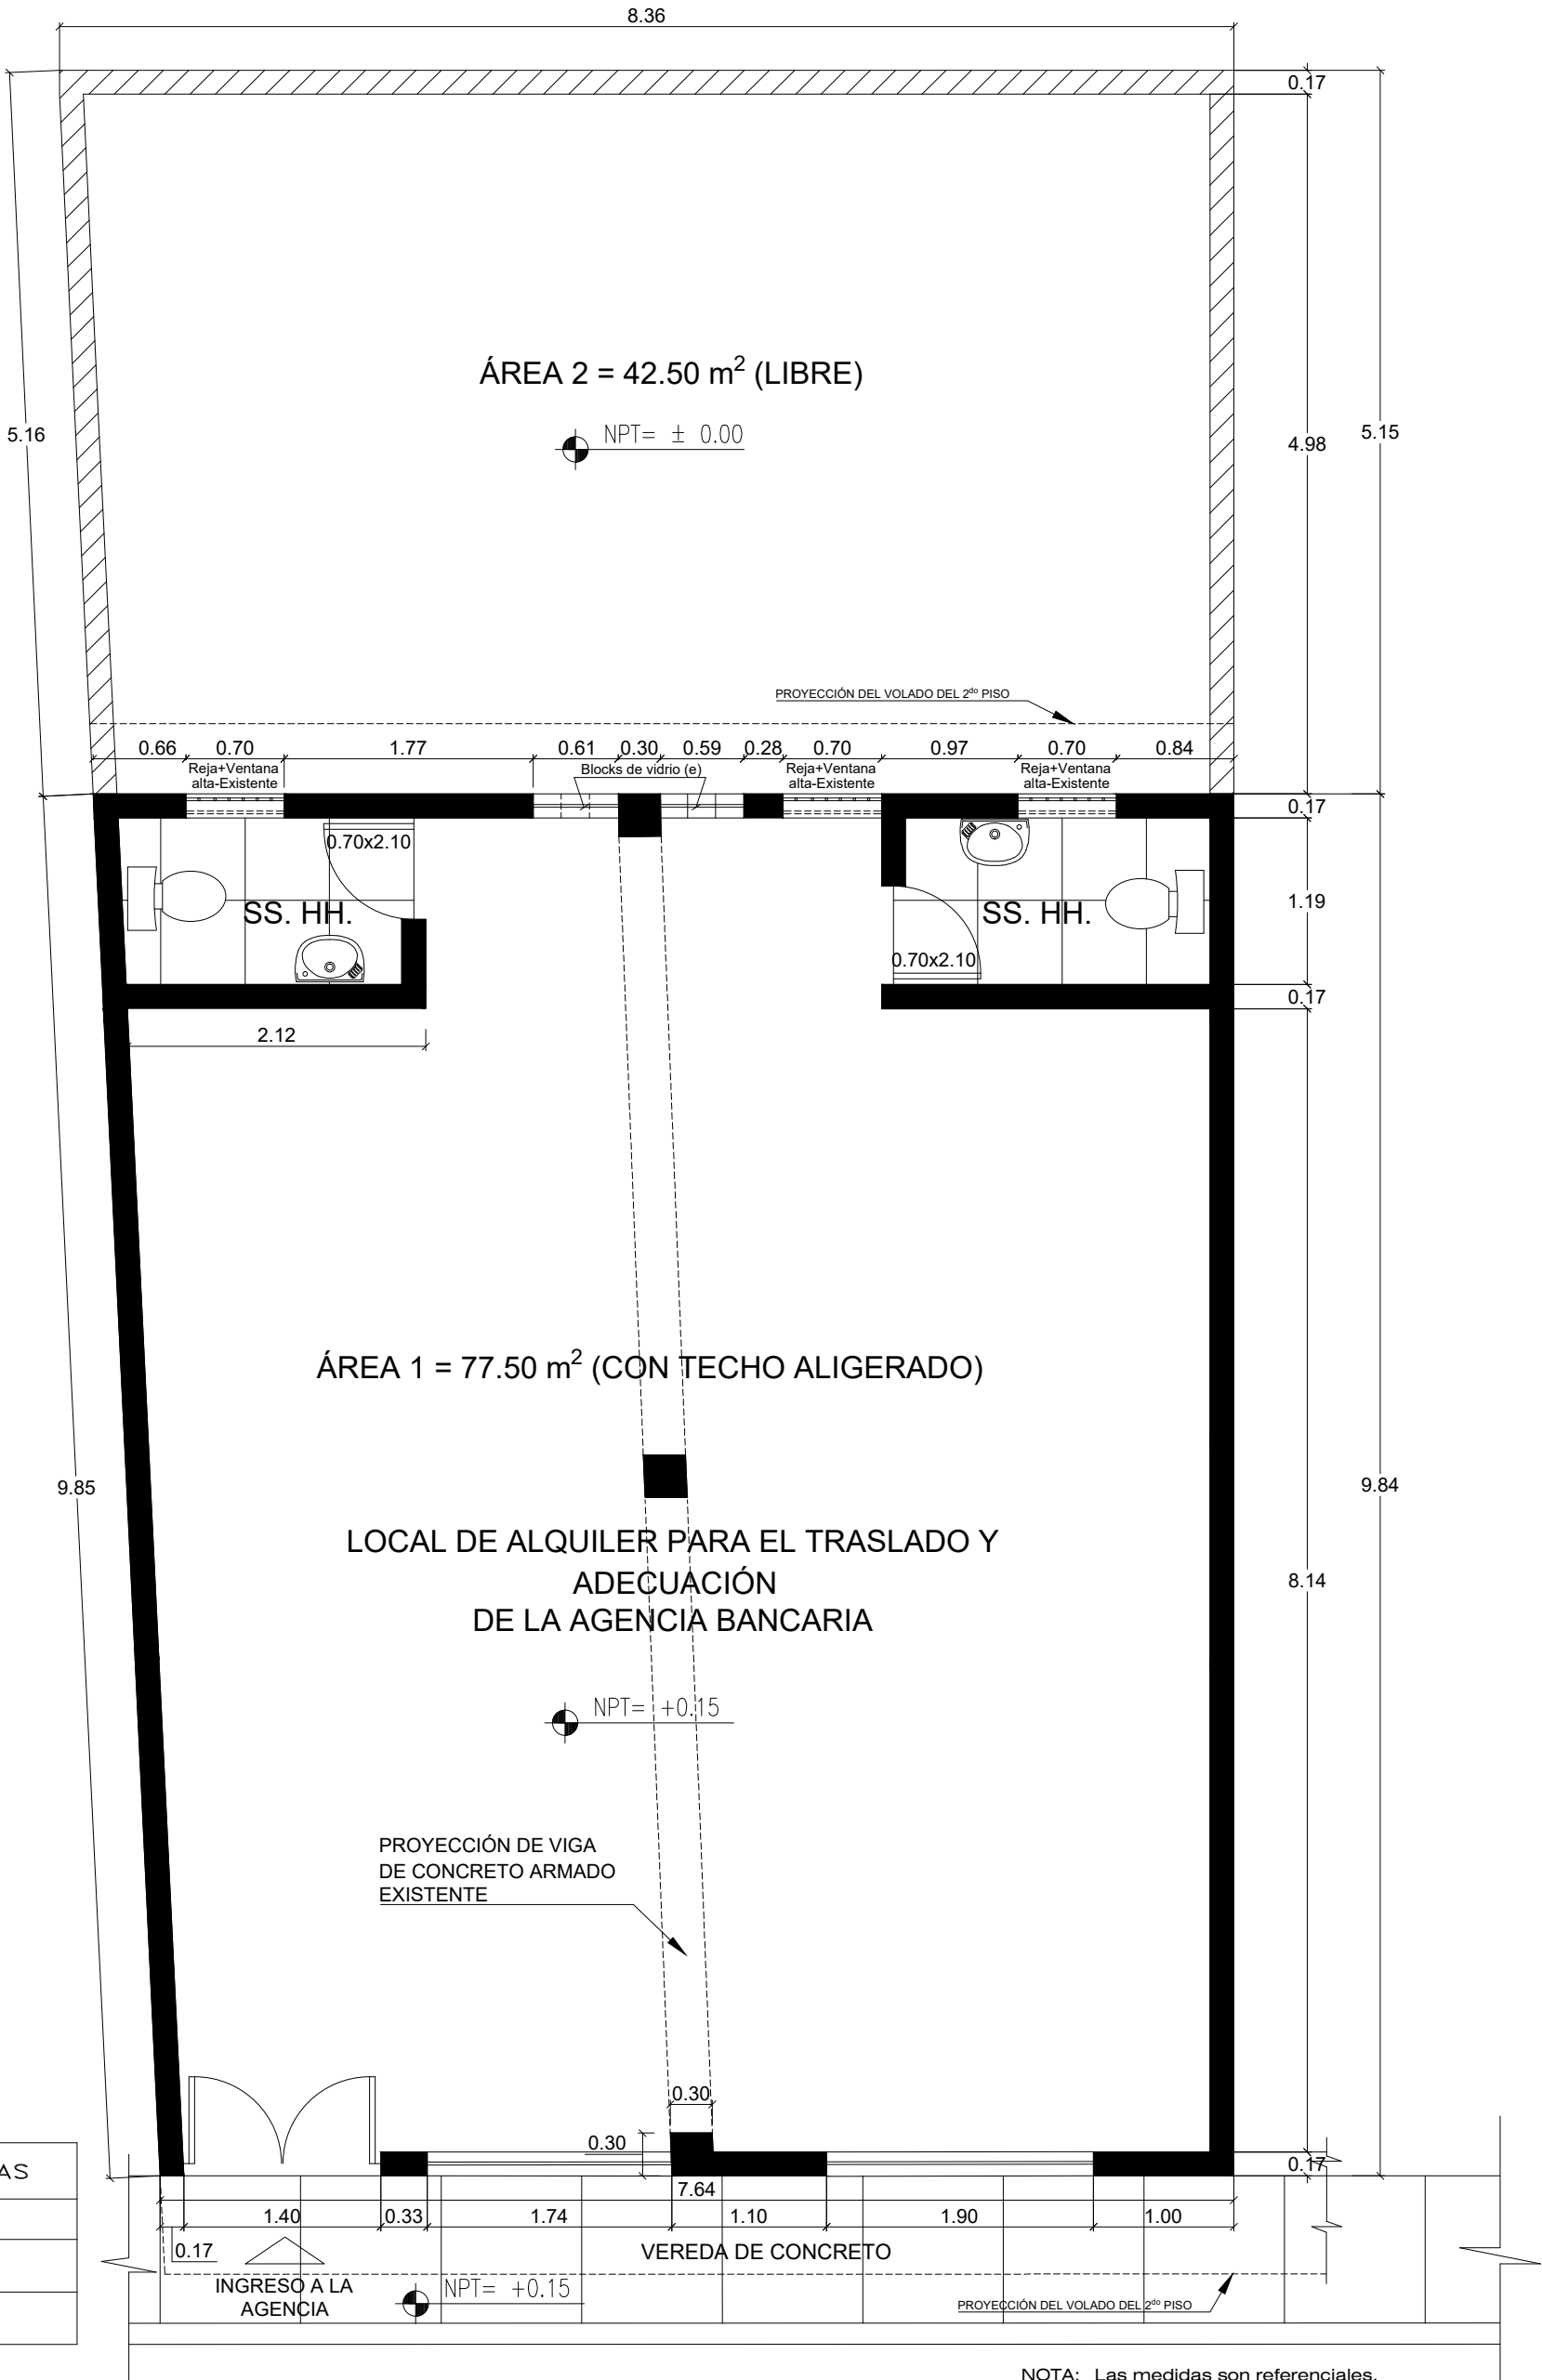 8.36
0.17
ÁREA 2 = 42.50 m² (LIBRE)
NPT= ± 0.00
5.16
4.98
5.15
PROYECCIÓN DEL VOLADO DEL 2do PISO
0.66 0.70 1.77 0.61 0.30 0.59 0.28 0.70 0.97 0.70 0.84
Reja+Ventana
alta-Existente
Blocks de vidrio (e)
Reja+Ventana
alta-Existente
Reja+Ventana
alta-Existente
0.17
0.70x2.10
SS. HH.
SS. HH.
0.70x2.10
1.19
0.17
2.12
ÁREA 1 = 77.50 m² (CON TECHO ALIGERADO)
9.85
9.84
LOCAL DE ALQUILER PARA EL TRASLADO Y
ADECUACIÓN
DE LA AGENCIA BANCARIA
8.14
NPT= +0.15
PROYECCIÓN DE VIGA
DE CONCRETO ARMADO
EXISTENTE
0.30
0.30
0.17
AS
7.64
1.40 0.33 1.74 1.10 1.90 1.00
0.17
VEREDA DE CONCRETO
INGRESO A LA
AGENCIA
NPT= +0.15
PROYECCIÓN DEL VOLADO DEL 2do PISO
NOTA: Las medidas son referenciales.